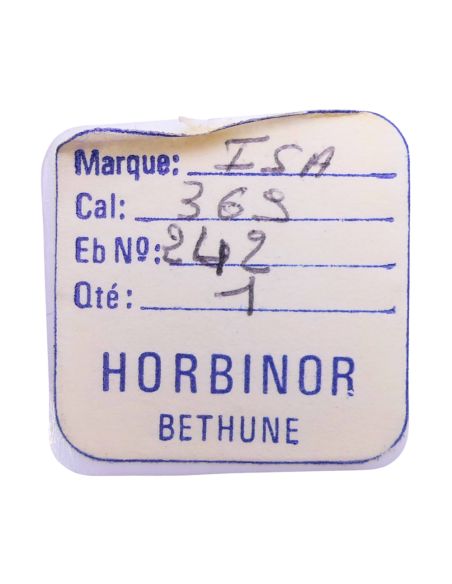 Marque: ISA
Cal: 369
Eb Nº: 242
Qté: 1
HORBINOR
BETHUNE